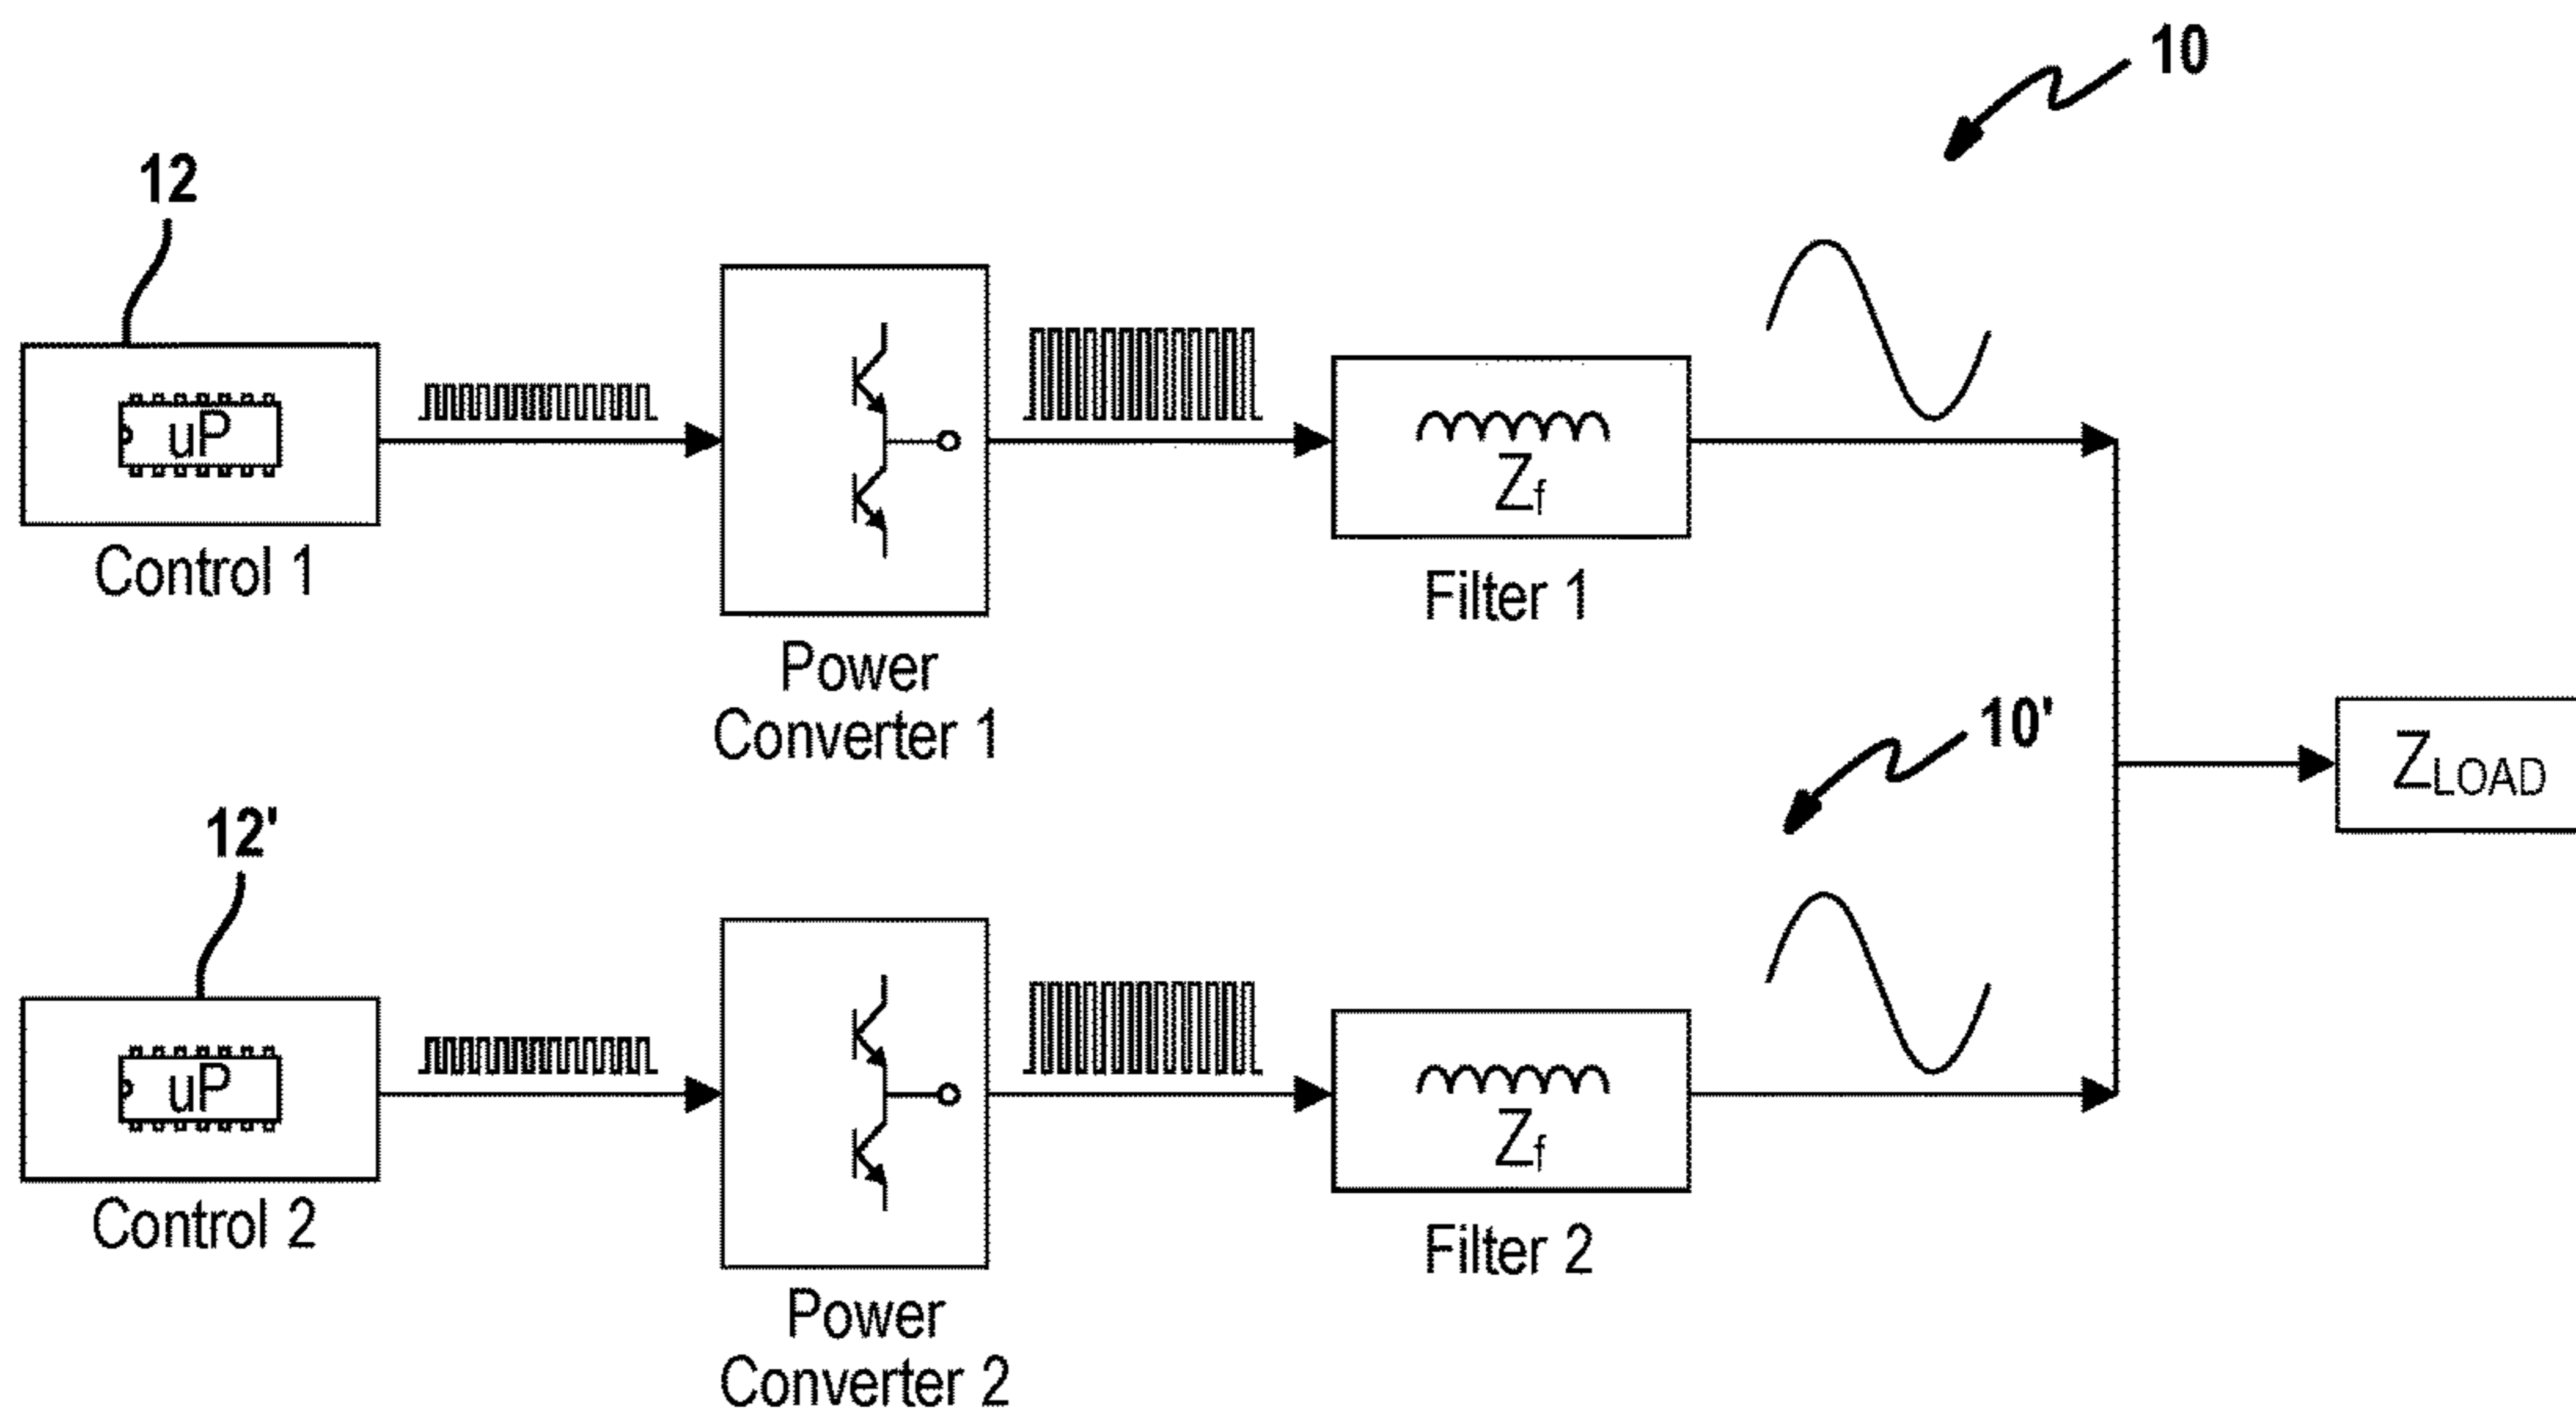 10
12
uP
Control 1
Power
Converter 1
Zf
Filter 1
10'
ZLOAD
12'
uP
Control 2
Power
Converter 2
Zf
Filter 2